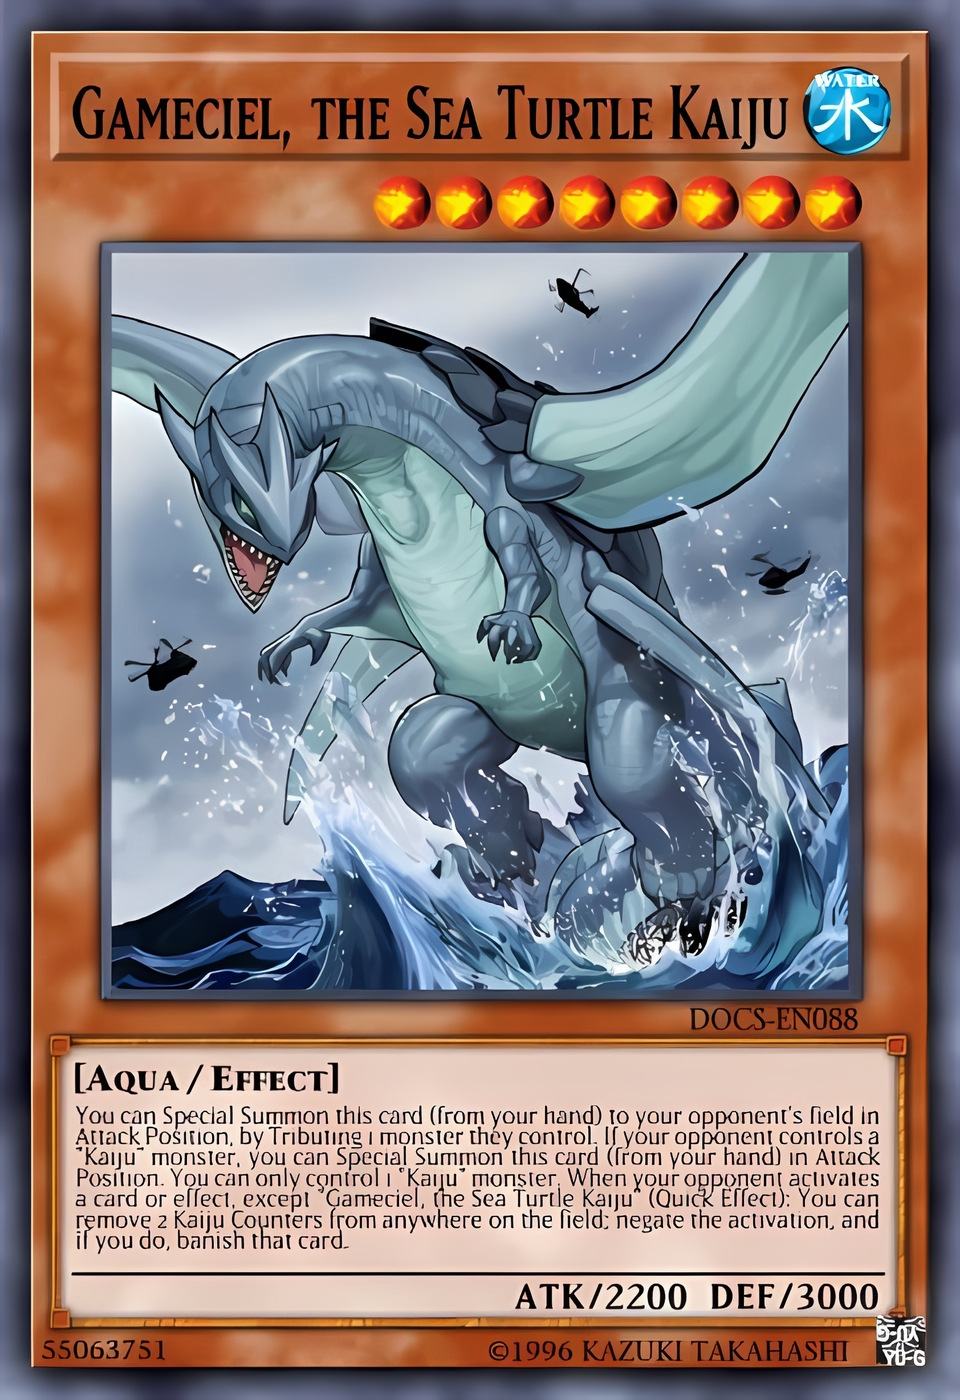 Gameciel, the Sea Turtle Kaiju
WATER
水
DOCS-EN088
[Aqua / Effect]
You can Special Summon this card (from your hand) to your opponent's field in
Attack Position, by Tributing 1 monster they control. If your opponent controls a
"Kaiju" monster, you can Special Summon this card (from your hand) in Attack
Position. You can only control 1 "Kaiju" monster. When your opponent activates
a card or effect, except "Gameciel, the Sea Turtle Kaiju" (Quick Effect): You can
remove 2 Kaiju Counters from anywhere on the field; negate the activation, and
if you do, banish that card.
ATK/2200 DEF/3000
55063751
©1996 KAZUKI TAKAHASHI